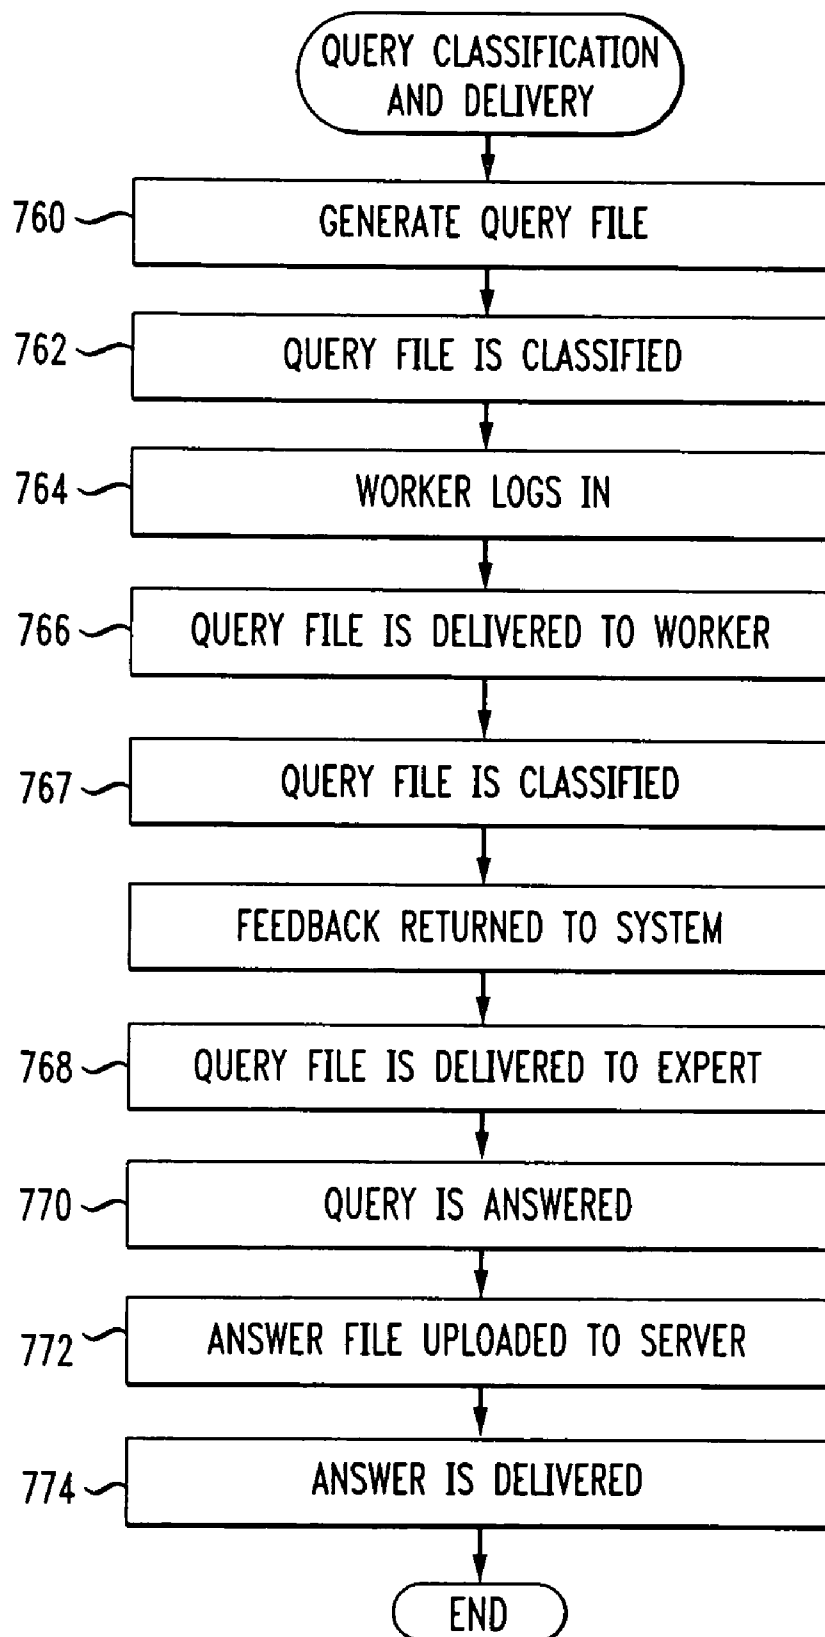 QUERY CLASSIFICATION
AND DELIVERY
760
GENERATE QUERY FILE
762
QUERY FILE IS CLASSIFIED
764
WORKER LOGS IN
766
QUERY FILE IS DELIVERED TO WORKER
767
QUERY FILE IS CLASSIFIED
FEEDBACK RETURNED TO SYSTEM
768
QUERY FILE IS DELIVERED TO EXPERT
770
QUERY IS ANSWERED
772
ANSWER FILE UPLOADED TO SERVER
774
ANSWER IS DELIVERED
END